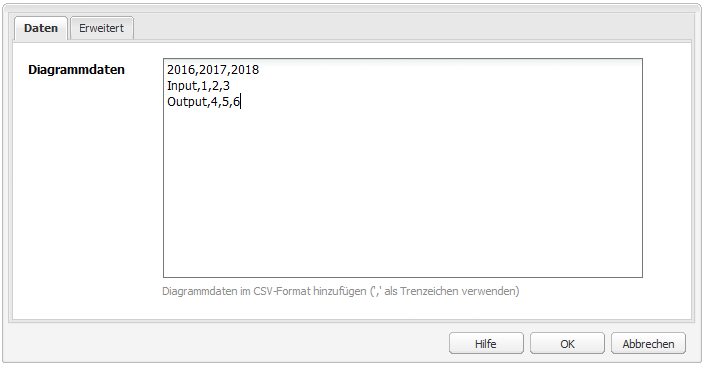 Daten Erweitert
Diagrammdaten
2016,2017,2018
Input,1,2,3
Output,4,5,6
Diagrammdaten im CSV-Format hinzufügen (',' als Trenzeichen verwenden)
Hilfe OK Abbrechen